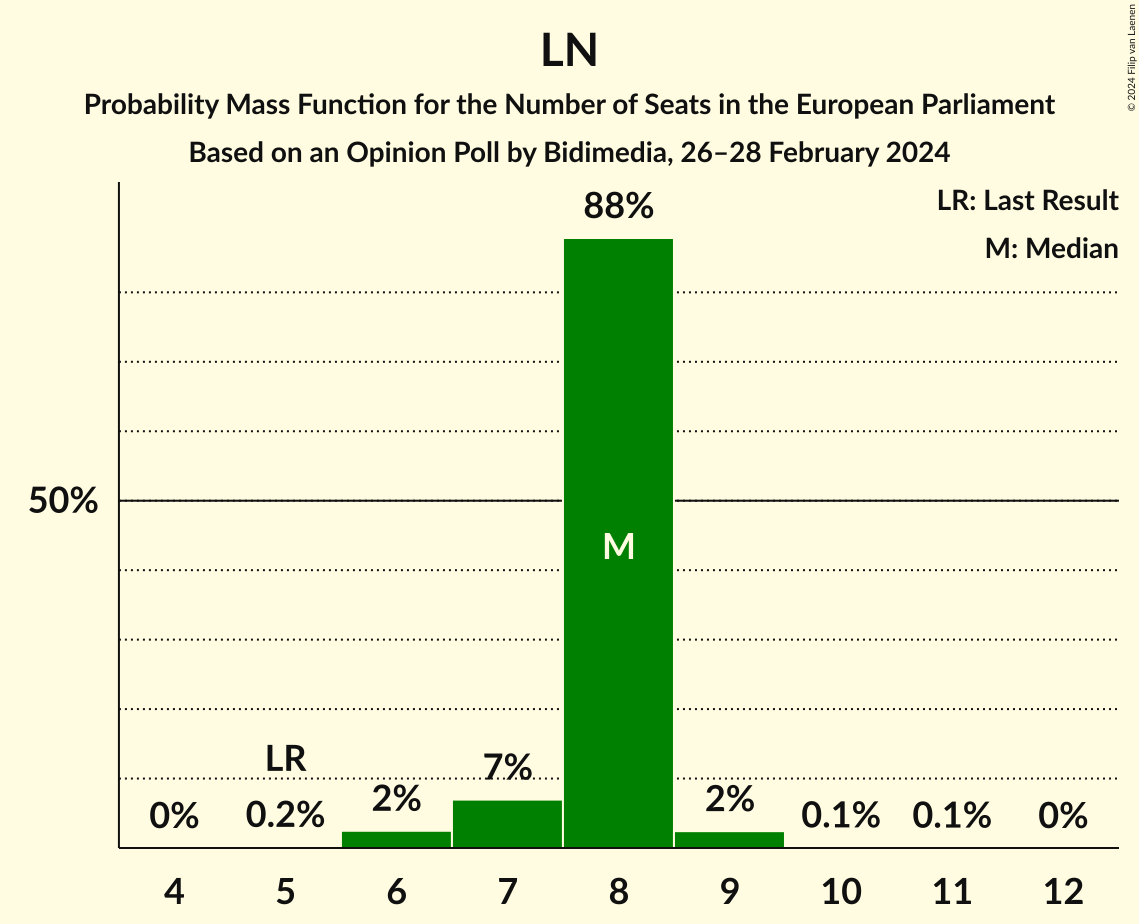 LN
Probability Mass Function for the Number of Seats in the European Parliament
Based on an Opinion Poll by Bidimedia, 26–28 February 2024
© 2024 Filip van Laenen
LR: Last Result
M: Median
88%
50%
M
LR
7%
2%
2%
0%
0.2%
0.1%
0.1%
0%
4 5 6 7 8 9 10 11 12